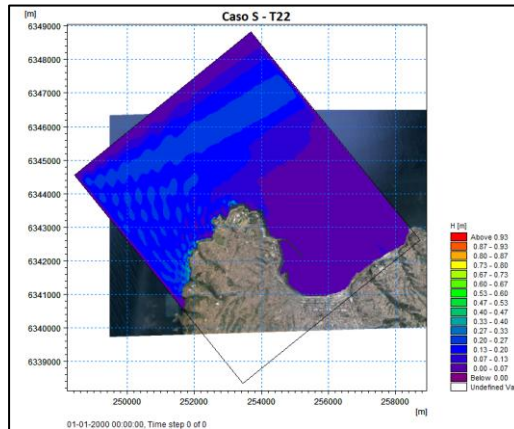 Caso S - T22
[m]
6349000
6348000
6347000
6346000
6345000
6344000
6343000
6342000
6341000
6340000
6339000
250000 252000 254000 256000 258000
[m]
H [m]
Above 0.93
0.87 - 0.93
0.80 - 0.87
0.73 - 0.80
0.67 - 0.73
0.60 - 0.67
0.53 - 0.60
0.47 - 0.53
0.40 - 0.47
0.33 - 0.40
0.27 - 0.33
0.20 - 0.27
0.13 - 0.20
0.07 - 0.13
0.00 - 0.07
Below 0.00
Undefined Va
01-01-2000 00:00:00, Time step 0 of 0